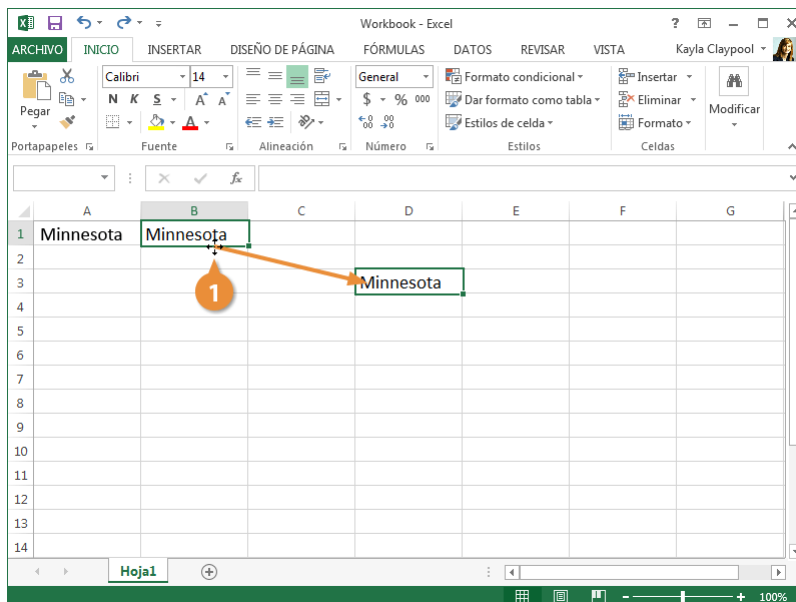 Workbook - Excel ?
ARCHIVO INICIO INSERTAR DISEÑO DE PÁGINA FÓRMULAS DATOS REVISAR VISTA Kayla Claypool
Calibri 14 General Formato condicional Insertar
Pegar N K S A A $ % 000 Dar formato como tabla Eliminar Modificar
A Estilos de celda Formato
Portapapeles Fuente Alineación Número Estilos Celdas
fx
A B C D E F G
1 Minnesota Minnesota
2
1
3 Minnesota
4
5
6
7
8
9
10
11
12
13
14
Hoja1
100%